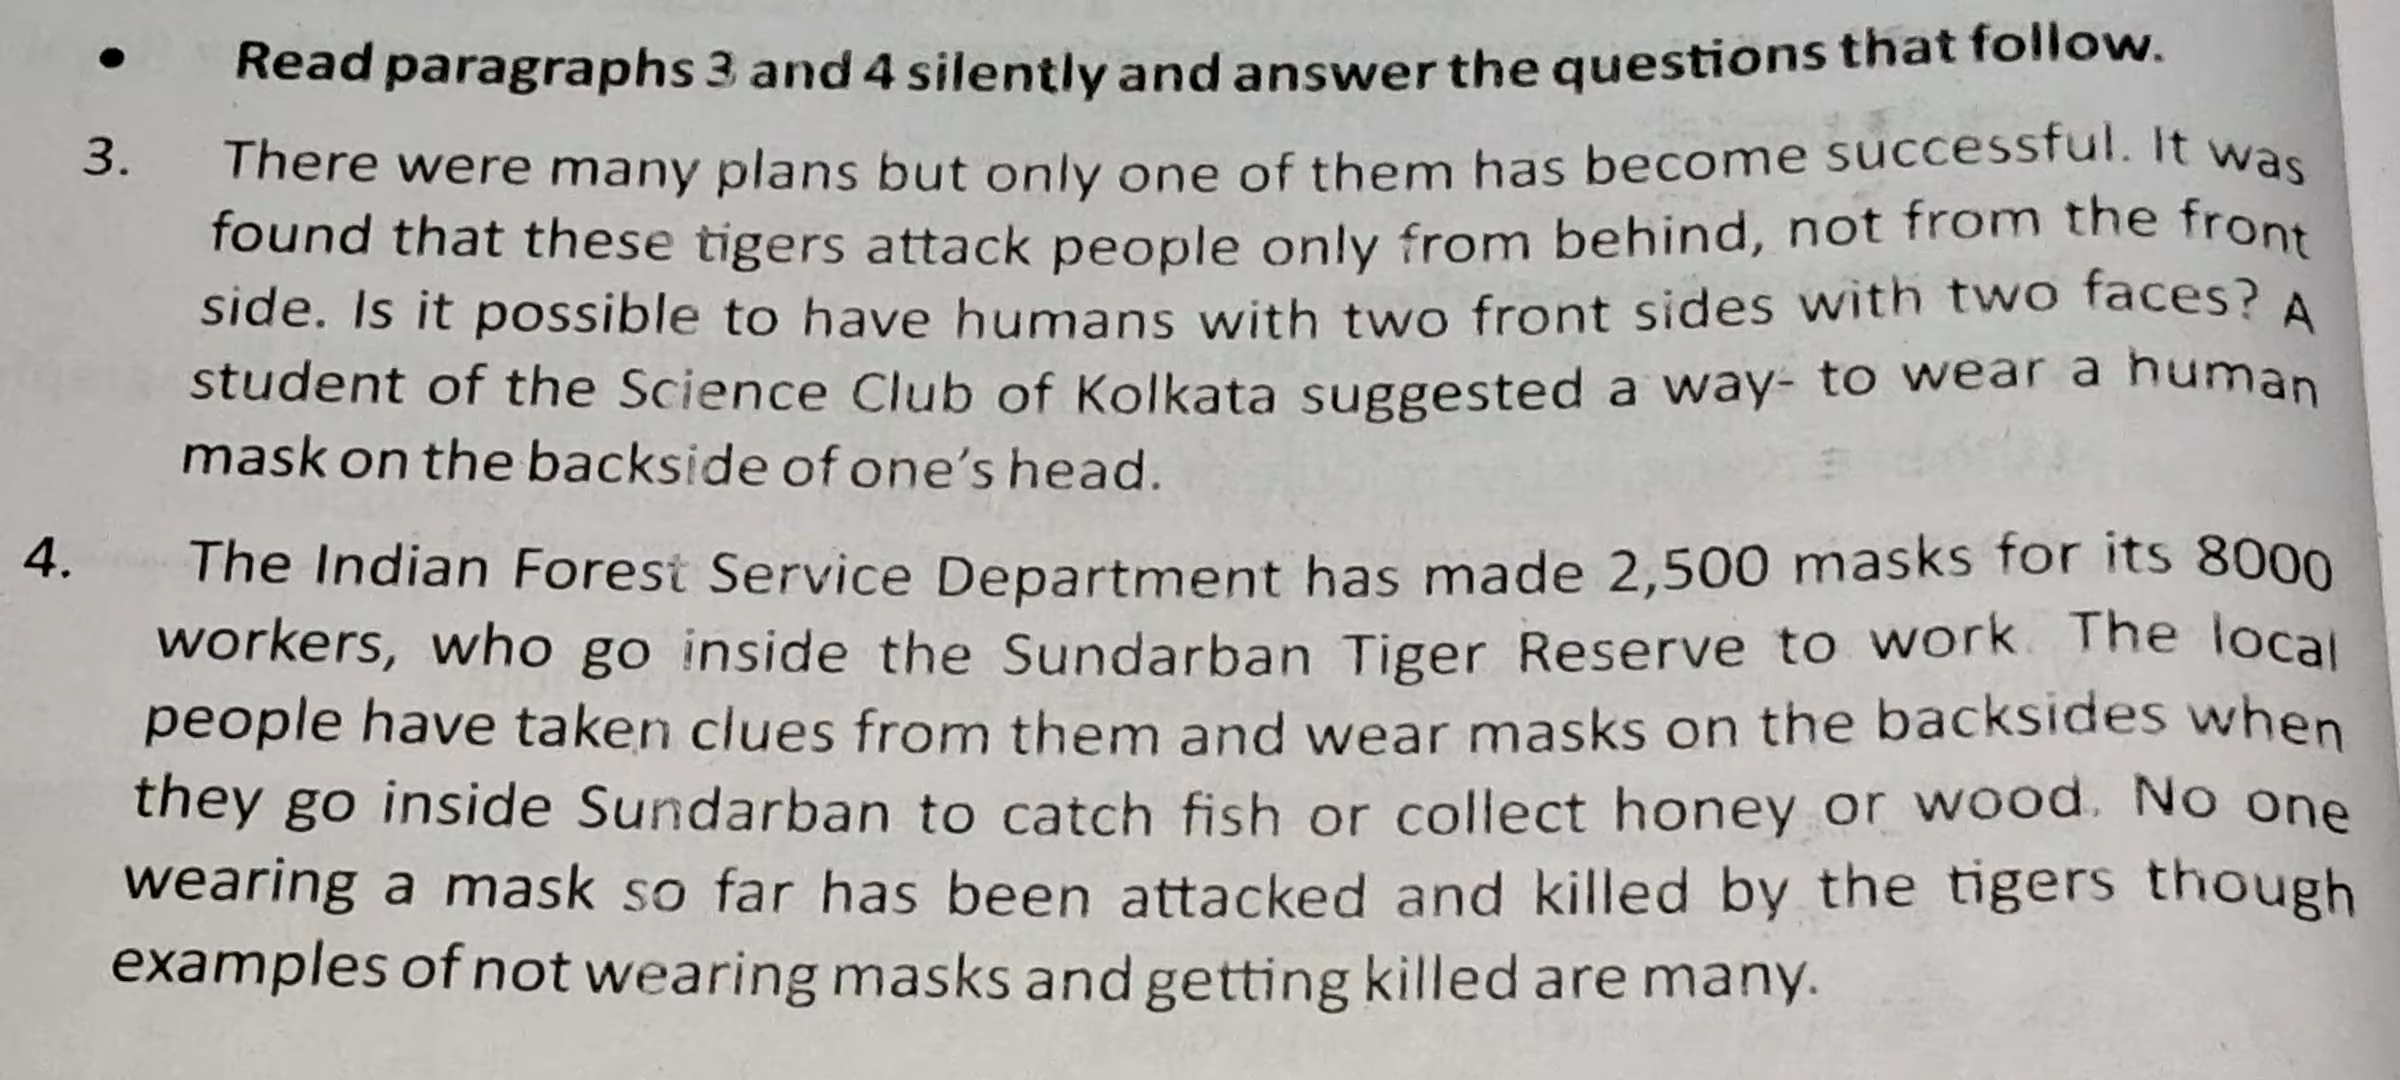 • Read paragraphs 3 and 4 silently and answer the questions that follow.
3. There were many plans but only one of them has become successful. It was
found that these tigers attack people only from behind, not from the front
side. Is it possible to have humans with two front sides with two faces? A
student of the Science Club of Kolkata suggested a way- to wear a human
mask on the backside of one's head.
4. The Indian Forest Service Department has made 2,500 masks for its 8000
workers, who go inside the Sundarban Tiger Reserve to work. The local
people have taken clues from them and wear masks on the backsides when
they go inside Sundarban to catch fish or collect honey or wood. No one
wearing a mask so far has been attacked and killed by the tigers though
examples of not wearing masks and getting killed are many.